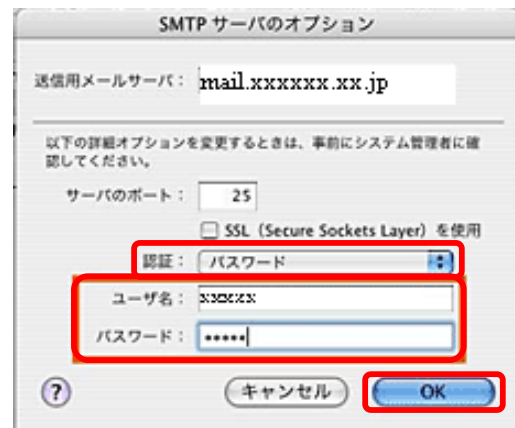 SMTP サーバのオプション
送信用メールサーバ： mail.xxxxxx.xx.jp
以下の詳細オプションを変更するときは、事前にシステム管理者に確
認してください。
サーバのポート： 25
SSL（Secure Sockets Layer）を使用
認証： パスワード
ユーザ名： xxxxxx
パスワード： •••••
? キャンセル OK